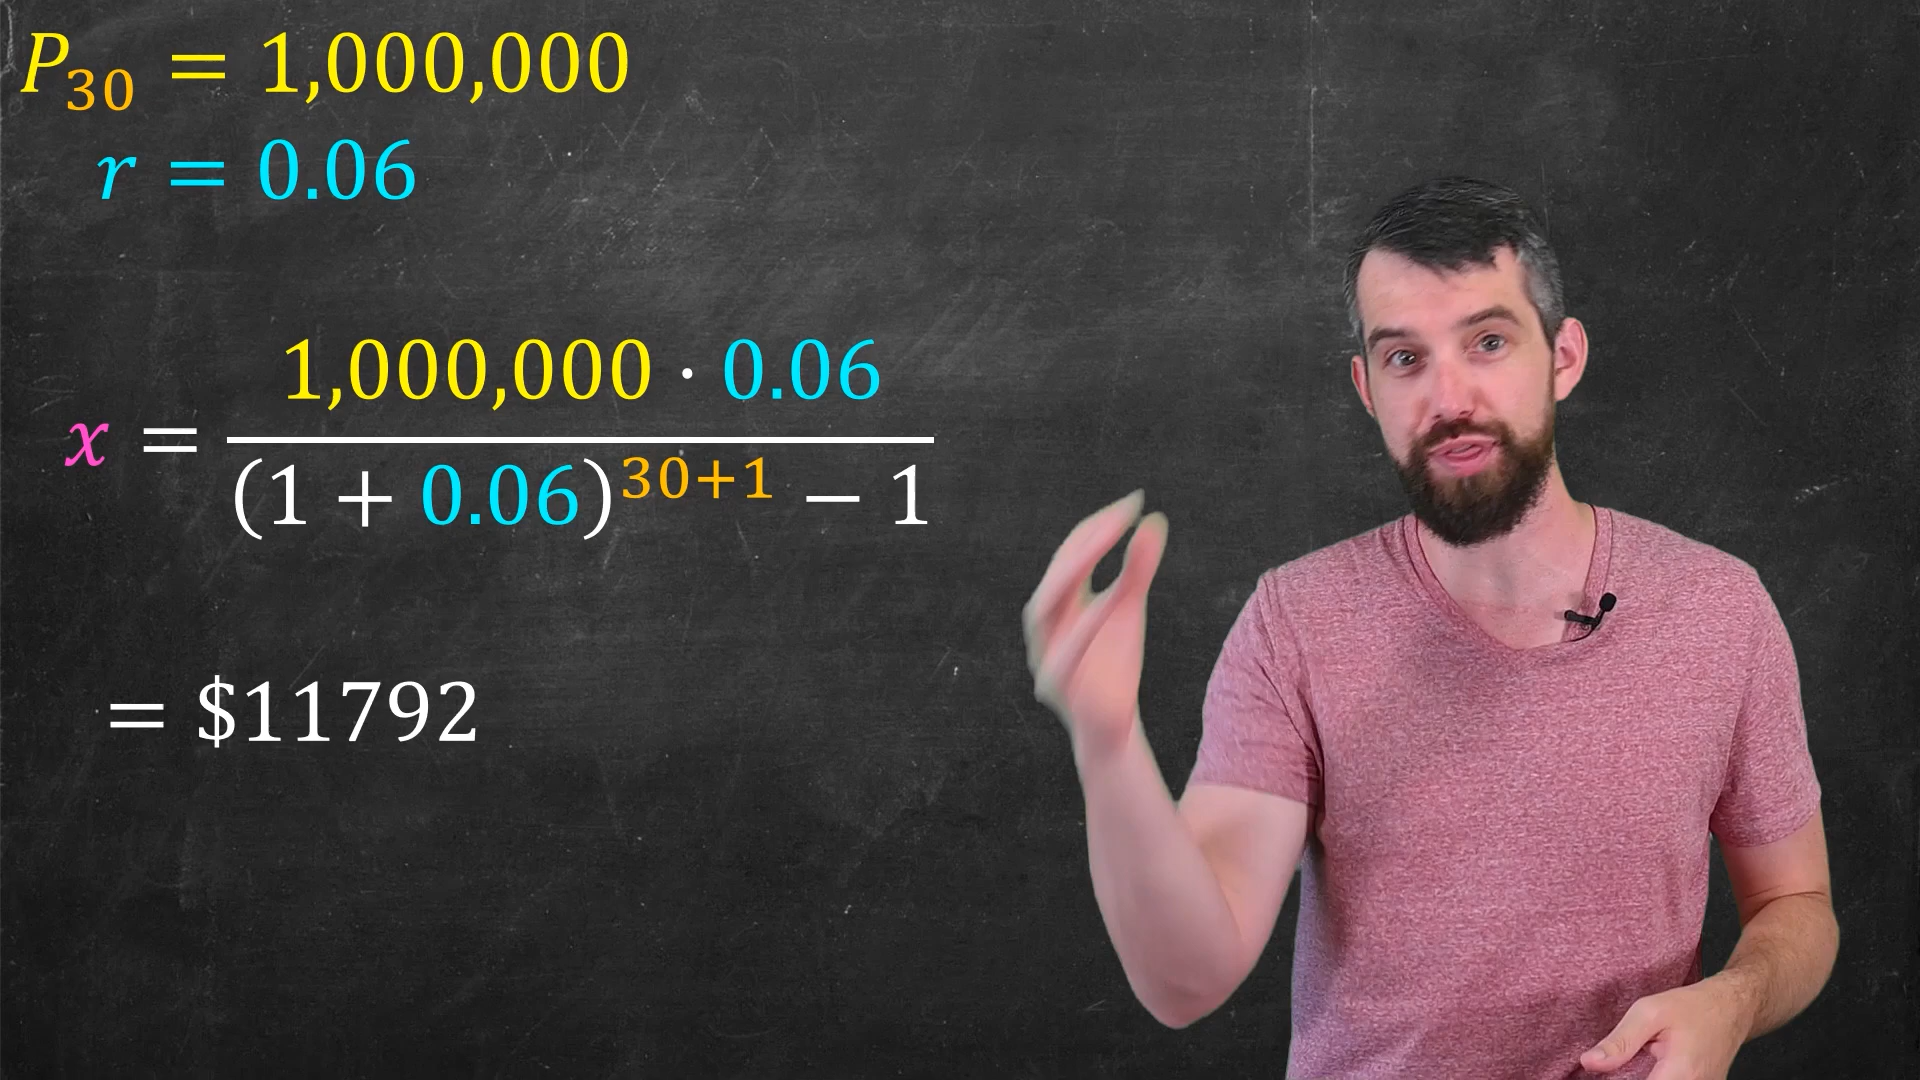 P₃₀ = 1,000,000
r = 0.06
x = 1,000,000 · 0.06 / (1 + 0.06)³⁰⁺¹ − 1
= $11792